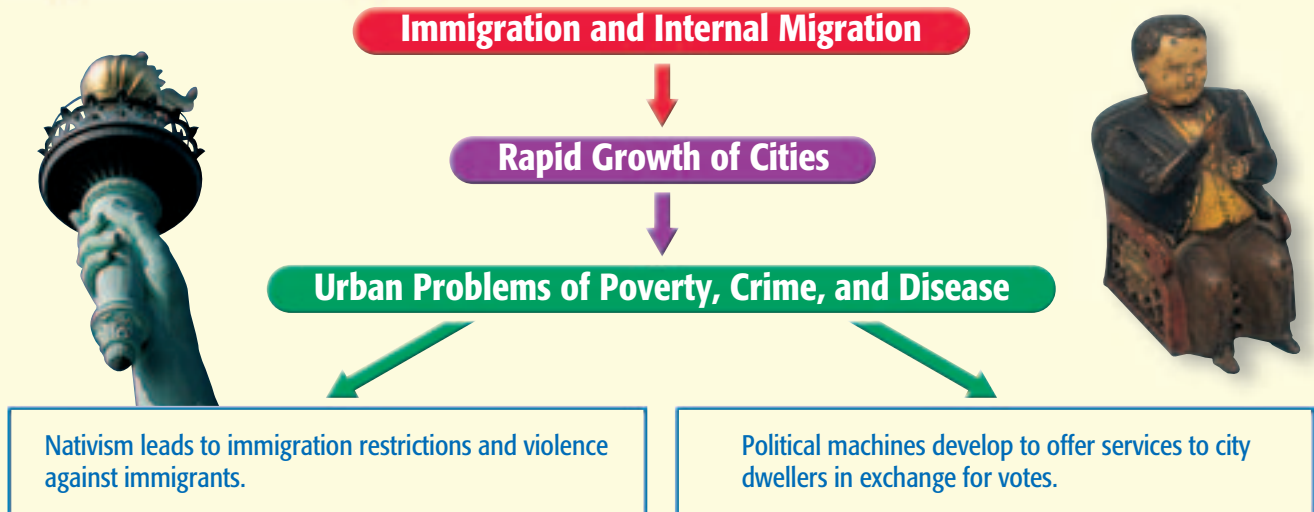 Immigration and Internal Migration
Rapid Growth of Cities
Urban Problems of Poverty, Crime, and Disease
Nativism leads to immigration restrictions and violence
against immigrants.
Political machines develop to offer services to city
dwellers in exchange for votes.